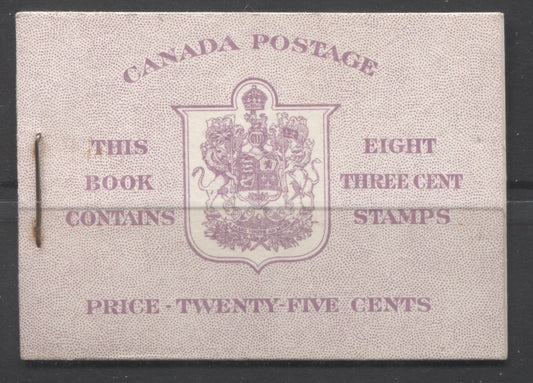 CANADA POSTAGE
THIS EIGHT
BOOK THREE CENT
CONTAINS STAMPS
PRICE - TWENTY-FIVE CENTS